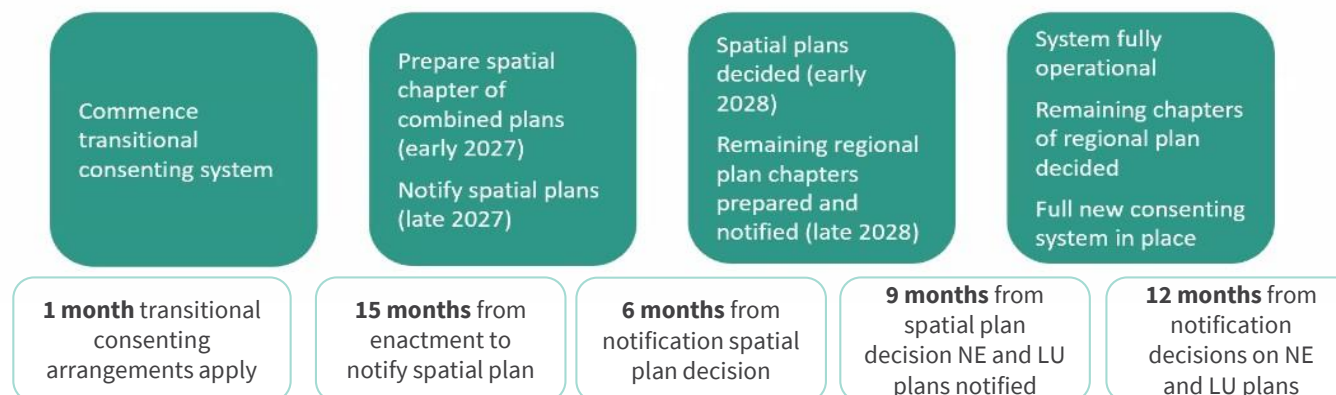 Commence
transitional
consenting system
Prepare spatial
chapter of
combined plans
(early 2027)
Notify spatial plans
(late 2027)
Spatial plans
decided (early
2028)
Remaining regional
plan chapters
prepared and
notified (late 2028)
System fully
operational
Remaining chapters
of regional plan
decided
Full new consenting
system in place
1 month transitional
consenting
arrangements apply
15 months from
enactment to
notify spatial plan
6 months from
notification spatial
plan decision
9 months from
spatial plan
decision NE and LU
plans notified
12 months from
notification
decisions on NE
and LU plans